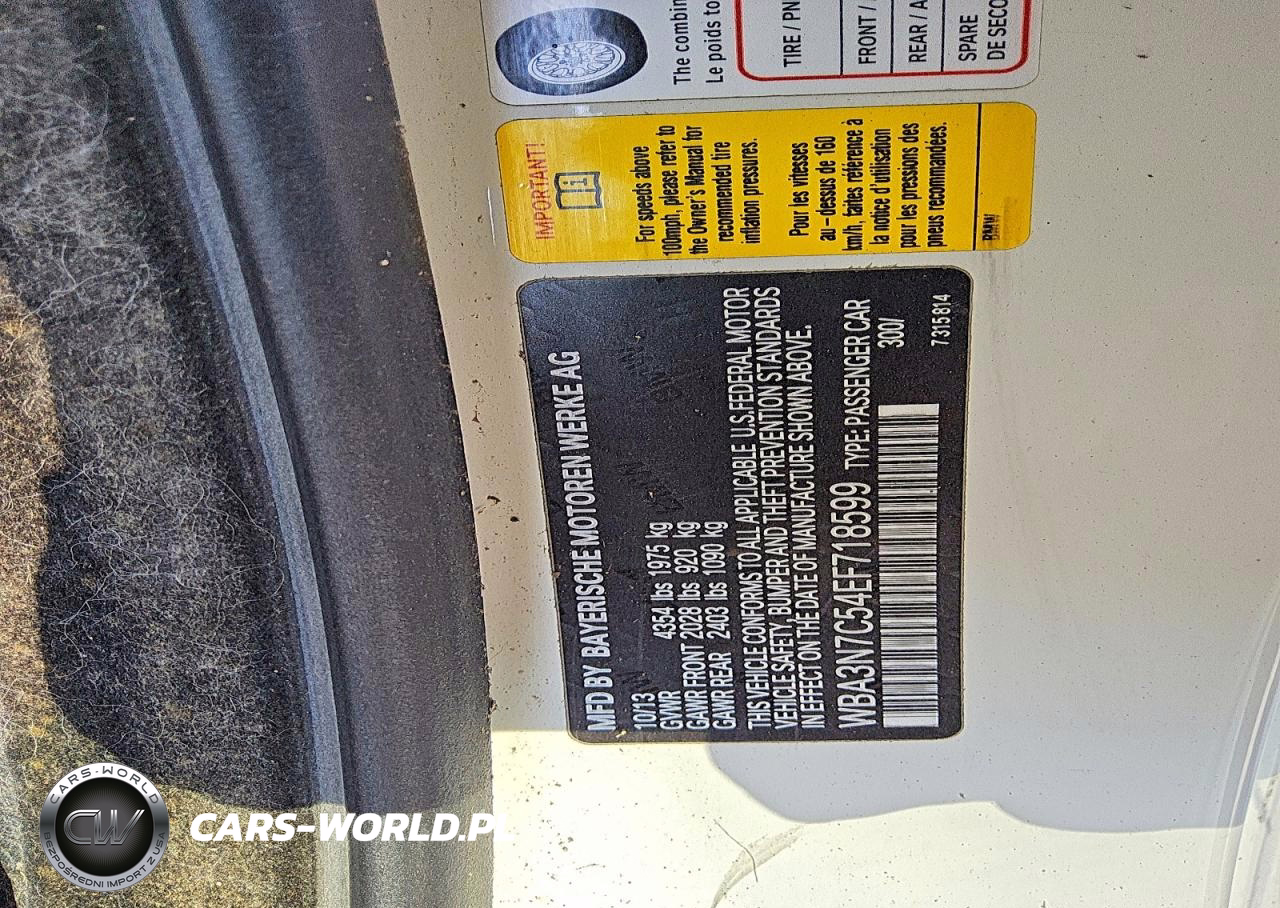 The combin
Le poids to
TIRE / PN
FRONT /
REAR / A
SPARE
DE SECO
IMPORTANT!
For speeds above
100mph, please refer to
the Owner's Manual for
recommended tire
inflation pressures.
Pour les vitesses
au-dessus de 160
km/h, faites référence à
la notice d'utilisation
pour les pressions des
pneus recommandées.
BMW
MFD BY BAYERISCHE MOTOREN WERKE AG
10/13
GVWR 4354 lbs 1975 kg
GAWR FRONT 2028 lbs 920 kg
GAWR REAR 2403 lbs 1090 kg
THIS VEHICLE CONFORMS TO ALL APPLICABLE U.S. FEDERAL MOTOR
VEHICLE SAFETY, BUMPER AND THEFT PREVENTION STANDARDS
IN EFFECT ON THE DATE OF MANUFACTURE SHOWN ABOVE.
WBA3N7C54EF718599 TYPE: PASSENGER CAR
300/
7315814
CARS-WORLD
CW
BEZPOŚREDNI IMPORT Z USA
CARS-WORLD.PL